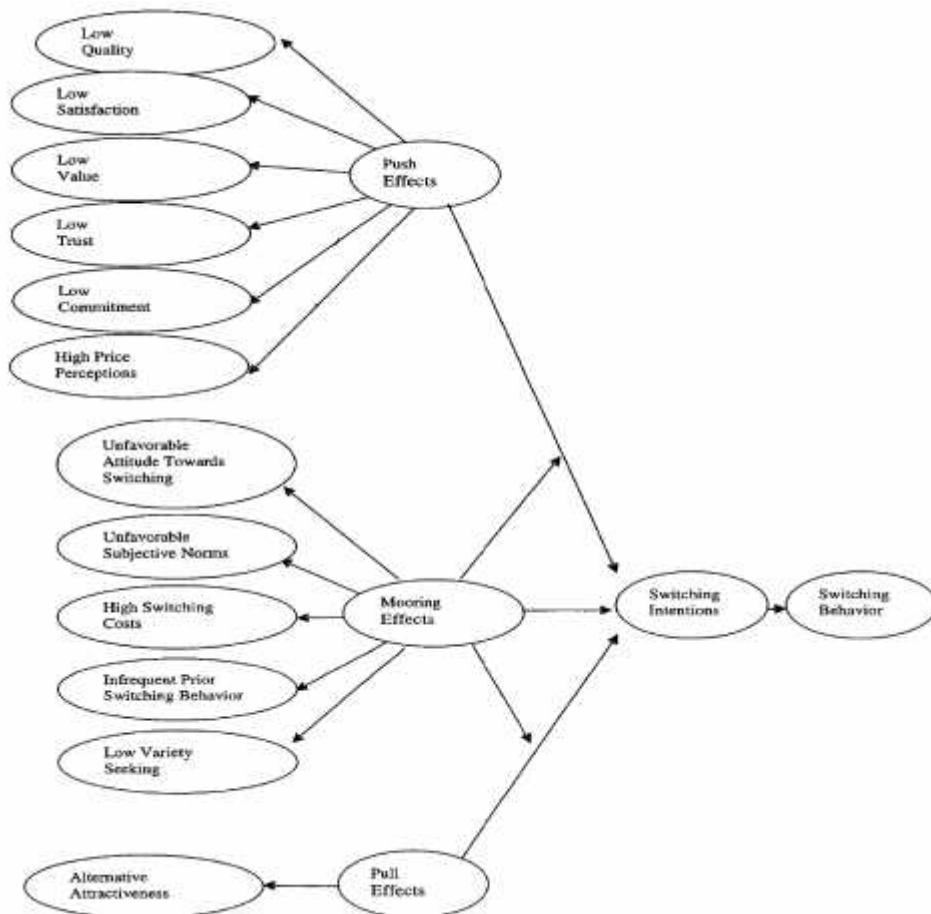 Low
Quality
Low
Satisfaction
Low
Value
Push
Effects
Low
Trust
Low
Commitment
High Price
Perceptions
Unfavorable
Attitude Towards
Switching
Unfavorable
Subjective Norms
High Switching
Costs
Mooring
Effects
Switching
Intentions
Switching
Behavior
Infrequent Prior
Switching Behavior
Low Variety
Seeking
Alternative
Attractiveness
Pull
Effects